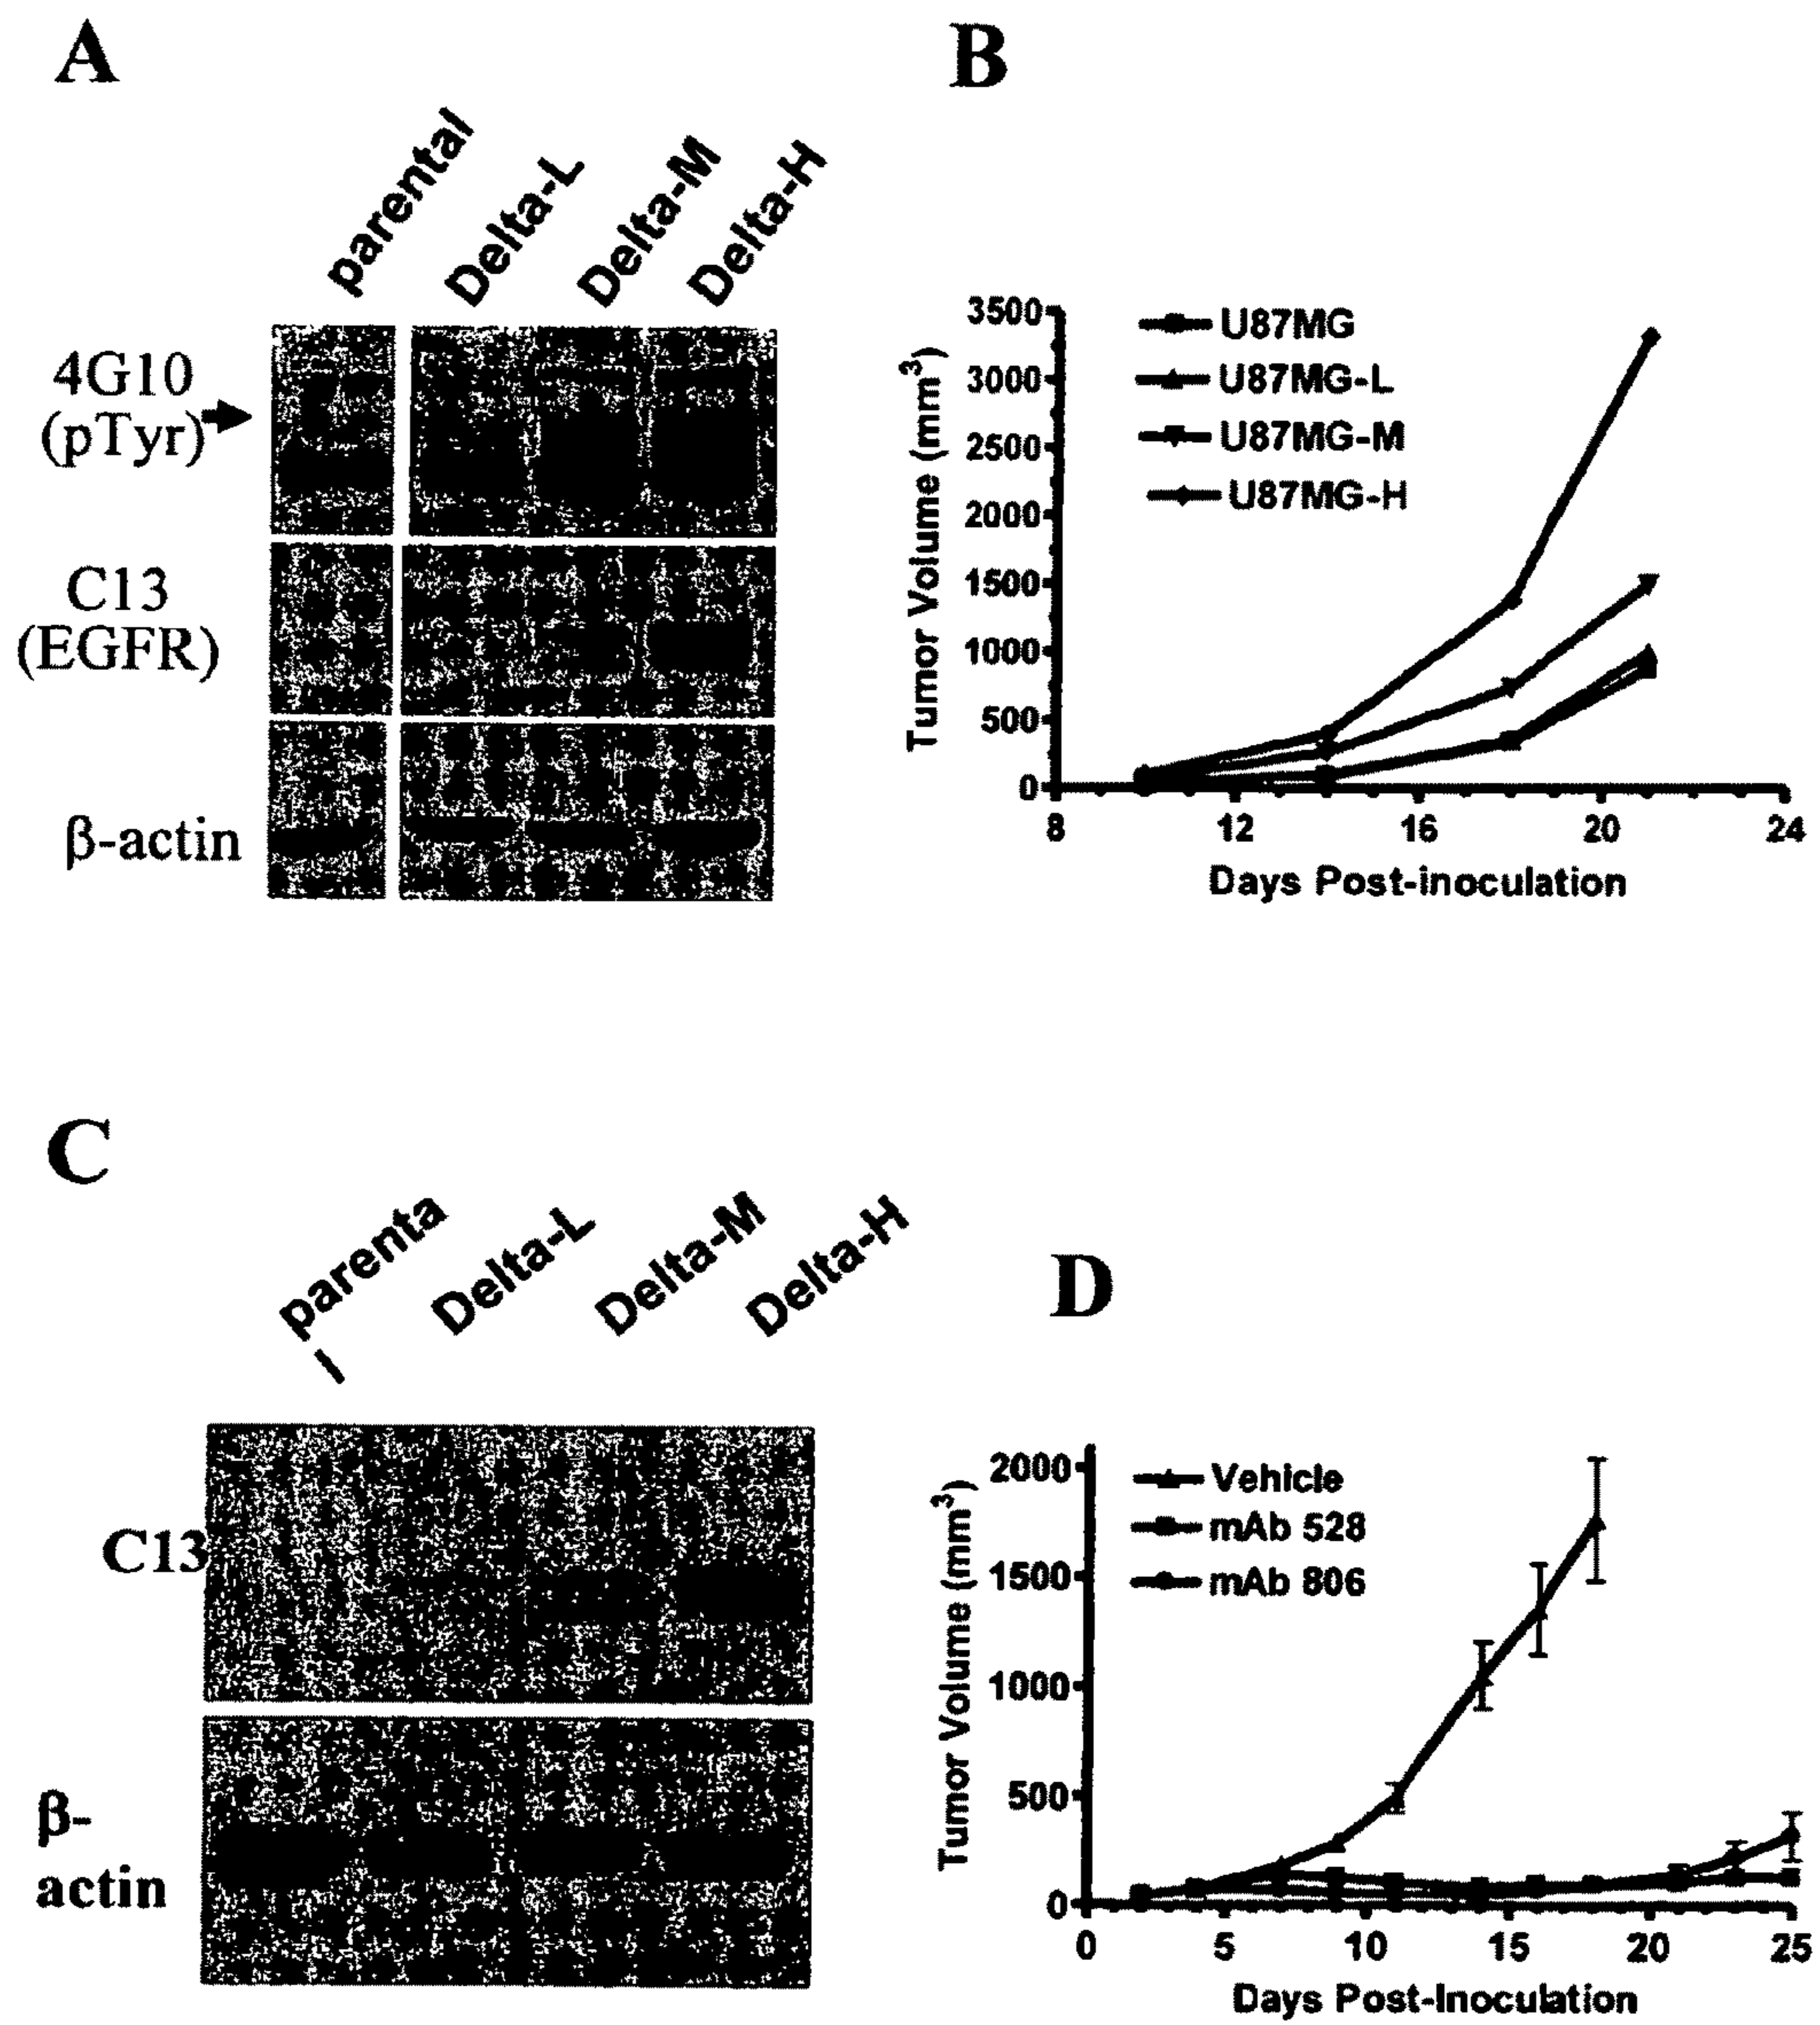 A
parental
Delta-L
Delta-M
Delta-H
4G10
(pTyr)
C13
(EGFR)
β-actin
B
3500
3000
2500
2000
1500
1000
500
0
Tumor Volume (mm³)
U87MG
U87MG-L
U87MG-M
U87MG-H
8
12
16
20
24
Days Post-inoculation
C
parenta
l
Delta-L
Delta-M
Delta-H
C13
β-
actin
D
2000
1500
1000
500
0
Tumor Volume (mm³)
Vehicle
mAb 528
mAb 806
0
5
10
15
20
25
Days Post-Inoculation